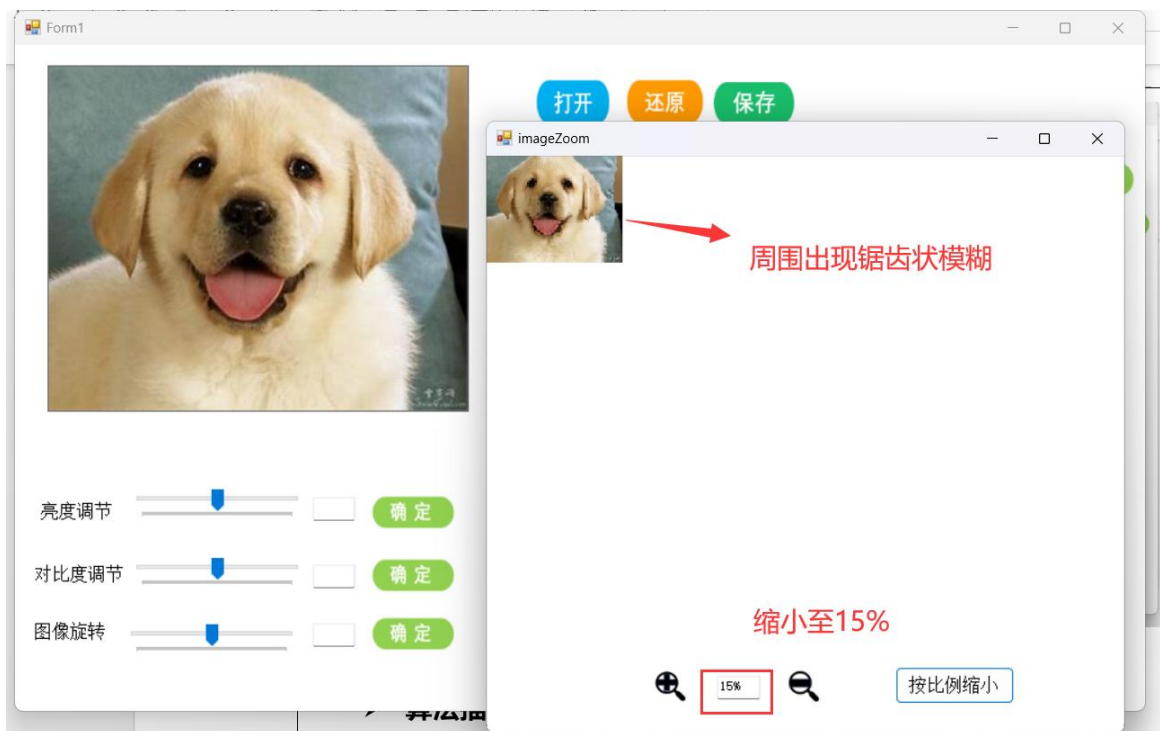 Form1
打开
还原
保存
imageZoom
周围出现锯齿状模糊
亮度调节
确 定
对比度调节
确 定
图像旋转
确 定
缩小至15%
15%
按比例缩小